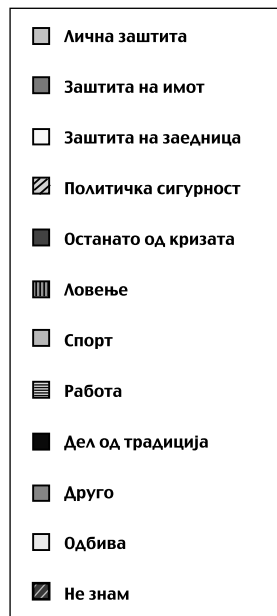 Лична заштита
Заштита на имот
Заштита на заедница
Политичка сигурност
Останато од кризата
Ловење
Спорт
Работа
Дел од традиција
Друго
Одбива
Не знам